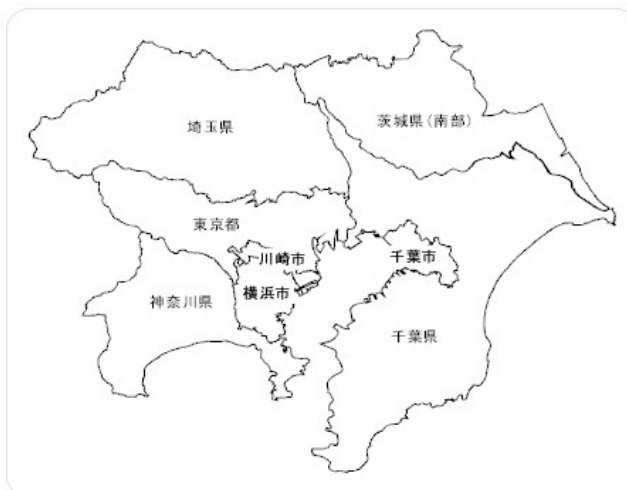 埼玉県
茨城県(南部)
東京都
川崎市
千葉市
横浜市
神奈川県
千葉県